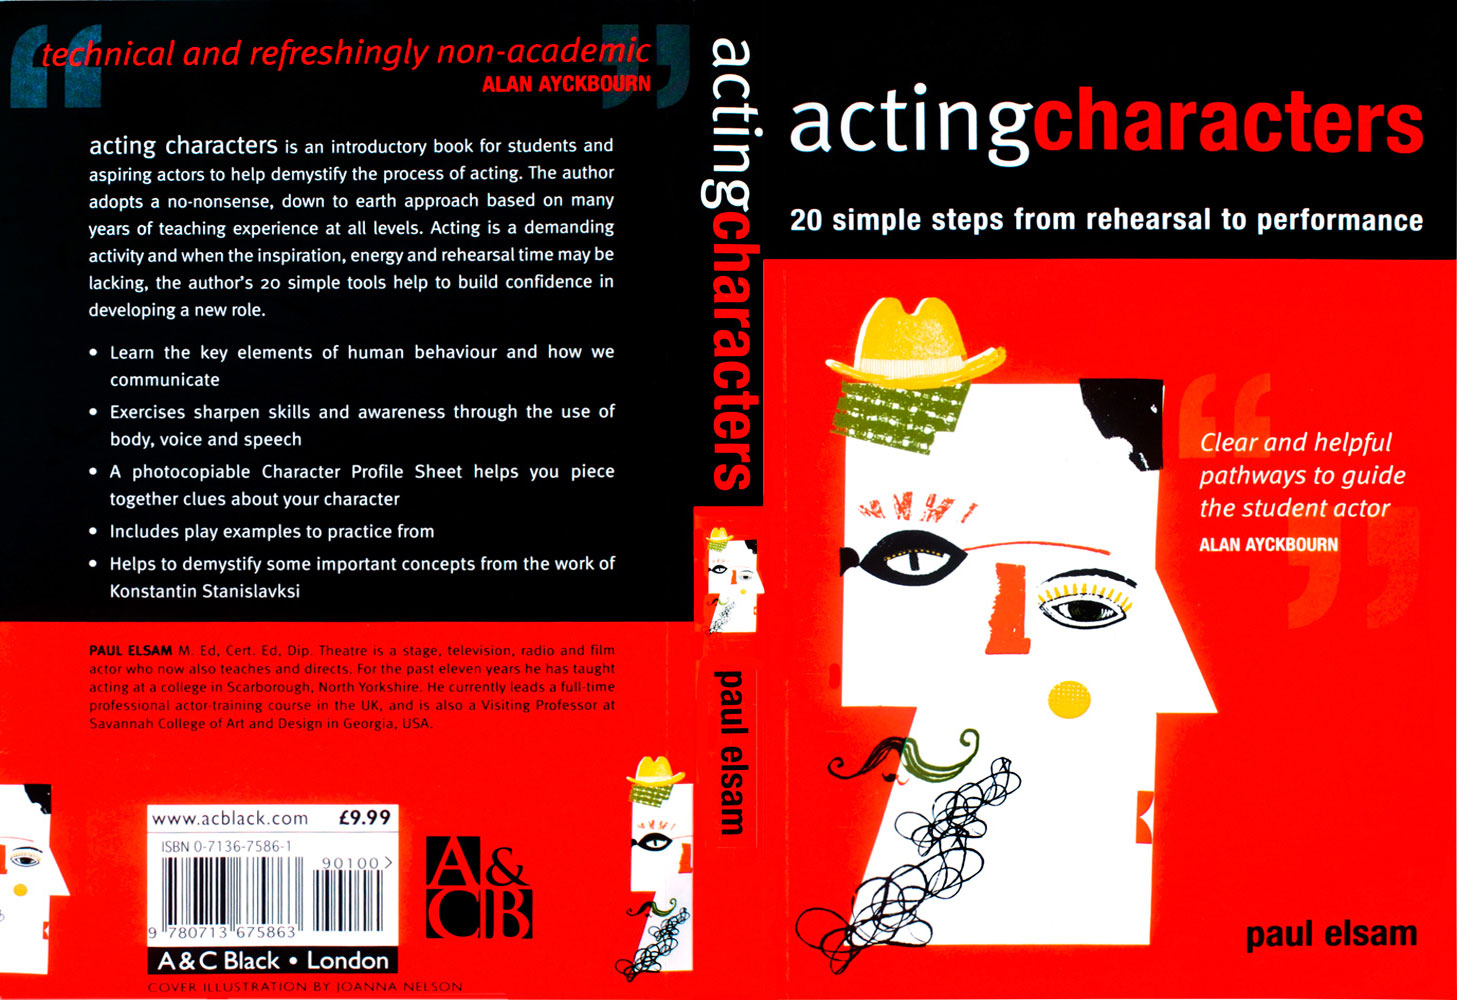 technical and refreshingly non-academic
ALAN AYCKBOURN
acting characters is an introductory book for students and
aspiring actors to help demystify the process of acting. The author
adopts a no-nonsense, down to earth approach based on many
years of teaching experience at all levels. Acting is a demanding
activity and when the inspiration, energy and rehearsal time may be
lacking, the author's 20 simple tools help to build confidence in
developing a new role.
• Learn the key elements of human behaviour and how we
communicate
• Exercises sharpen skills and awareness through the use of
body, voice and speech
• A photocopiable Character Profile Sheet helps you piece
together clues about your character
• Includes play examples to practice from
• Helps to demystify some important concepts from the work of
Konstantin Stanislavksi
PAUL ELSAM M. Ed, Cert. Ed, Dip. Theatre is a stage, television, radio and film
actor who now also teaches and directs. For the past eleven years he has taught
acting at a college in Scarborough, North Yorkshire. He currently leads a full-time
professional actor-training course in the UK, and is also a Visiting Professor at
Savannah College of Art and Design in Georgia, USA.
www.acblack.com £9.99
ISBN 0-7136-7586-1
90100>
9 780713 675863
A & C Black • London
COVER ILLUSTRATION BY JOANNA NELSON
A&
CB
actingcharacters
paul elsam
actingcharacters
20 simple steps from rehearsal to performance
“
Clear and helpful
pathways to guide
the student actor
”
ALAN AYCKBOURN
paul elsam